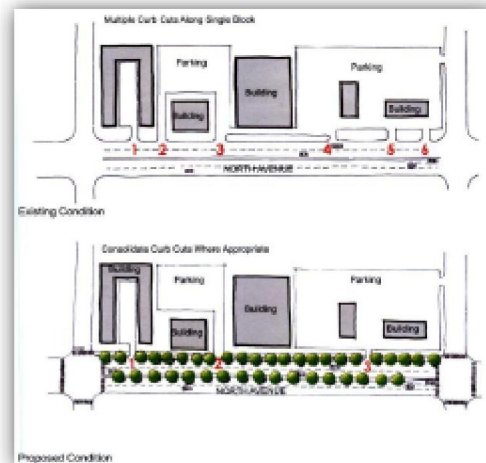 Multiple Curb Cuts Along Single Block
Parking
Parking
Building
Building
Building
1 2 3 4 5 6
NORTH AVENUE
Existing Condition
Consolidate Curb Cuts Where Appropriate
Building
Parking
Parking
Building
Building
Building
1 2 3
NORTH AVENUE
Proposed Condition